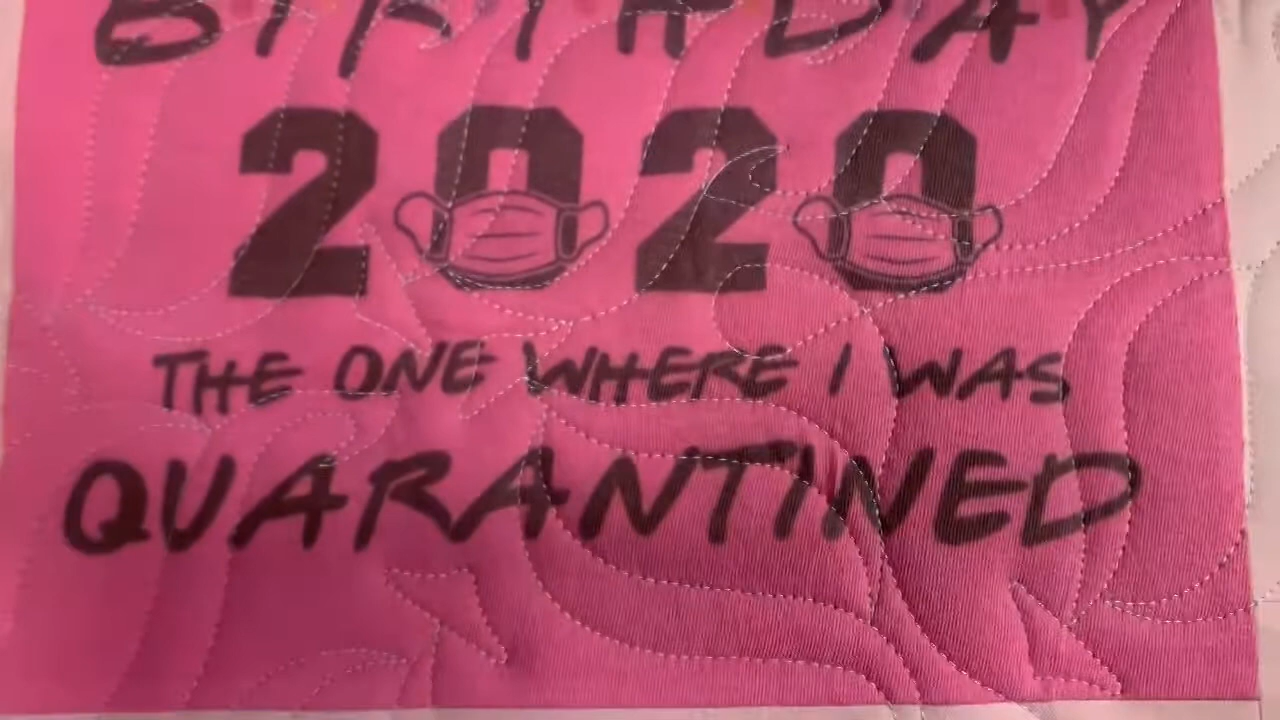 BIRTHDAY
2020
THE ONE WHERE I WAS
QUARANTINED